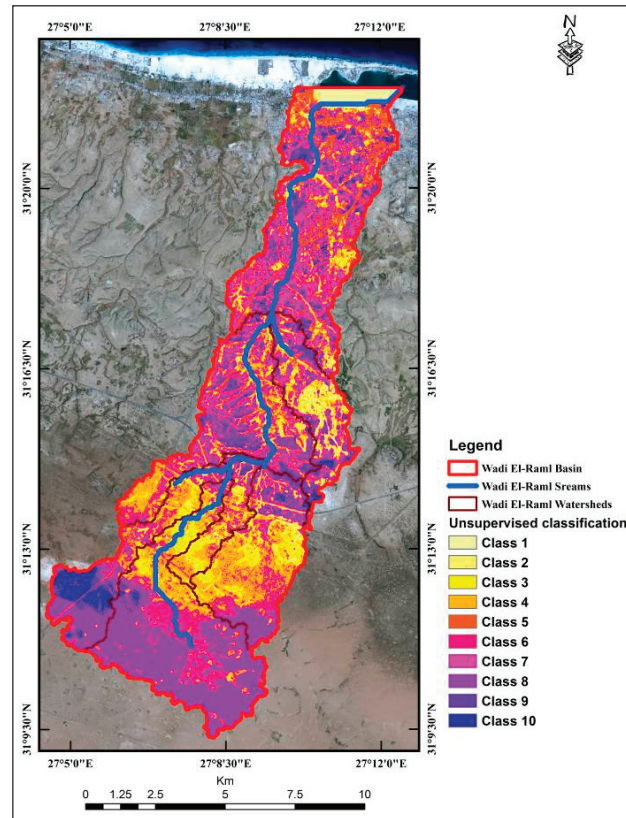 27°5'0"E 27°8'30"E 27°12'0"E
N
31°20'0"N 31°20'0"N
31°16'30"N 31°16'30"N
31°13'0"N 31°13'0"N
31°9'30"N 31°9'30"N
Legend
Wadi El-Raml Basin
Wadi El-Raml Sreams
Wadi El-Raml Watersheds
Unsupervised classification
Class 1
Class 2
Class 3
Class 4
Class 5
Class 6
Class 7
Class 8
Class 9
Class 10
27°5'0"E 27°8'30"E 27°12'0"E
Km
0 1.25 2.5 5 7.5 10